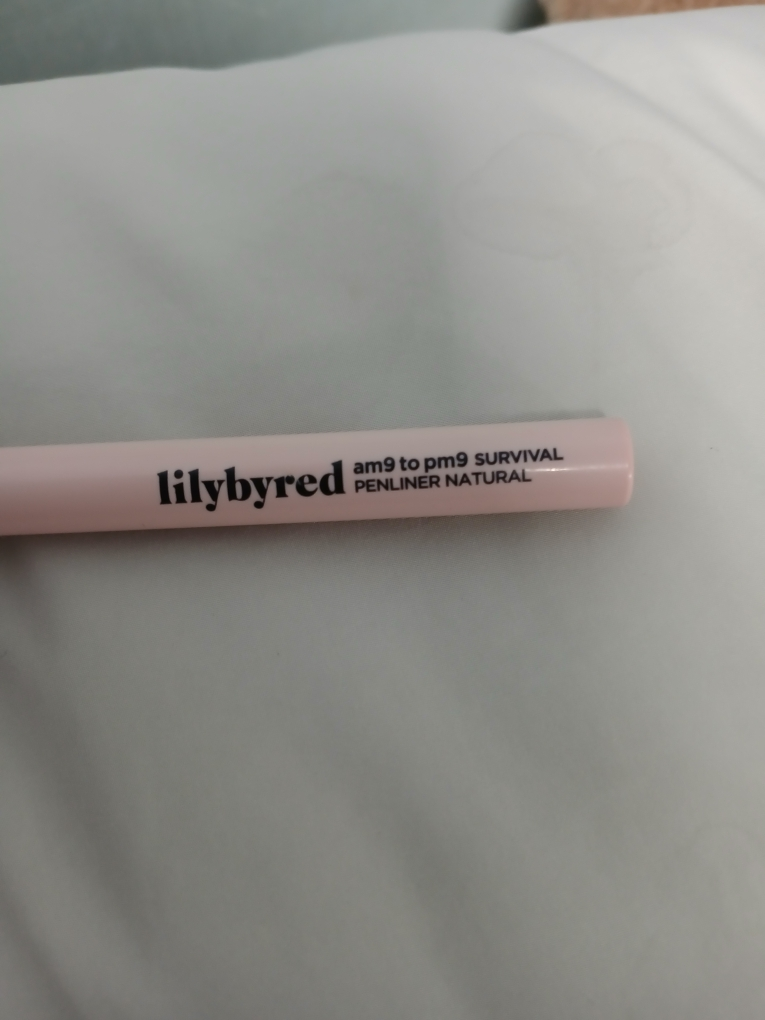 lilybyred
am9 to pm9 SURVIVAL
PENLINER NATURAL